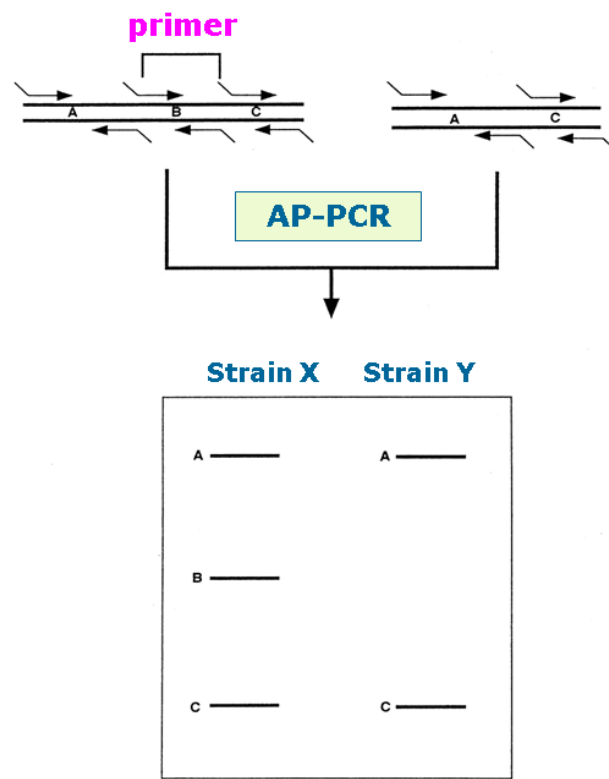 primer
A B C
A C
AP-PCR
Strain X Strain Y
A A
B
C C